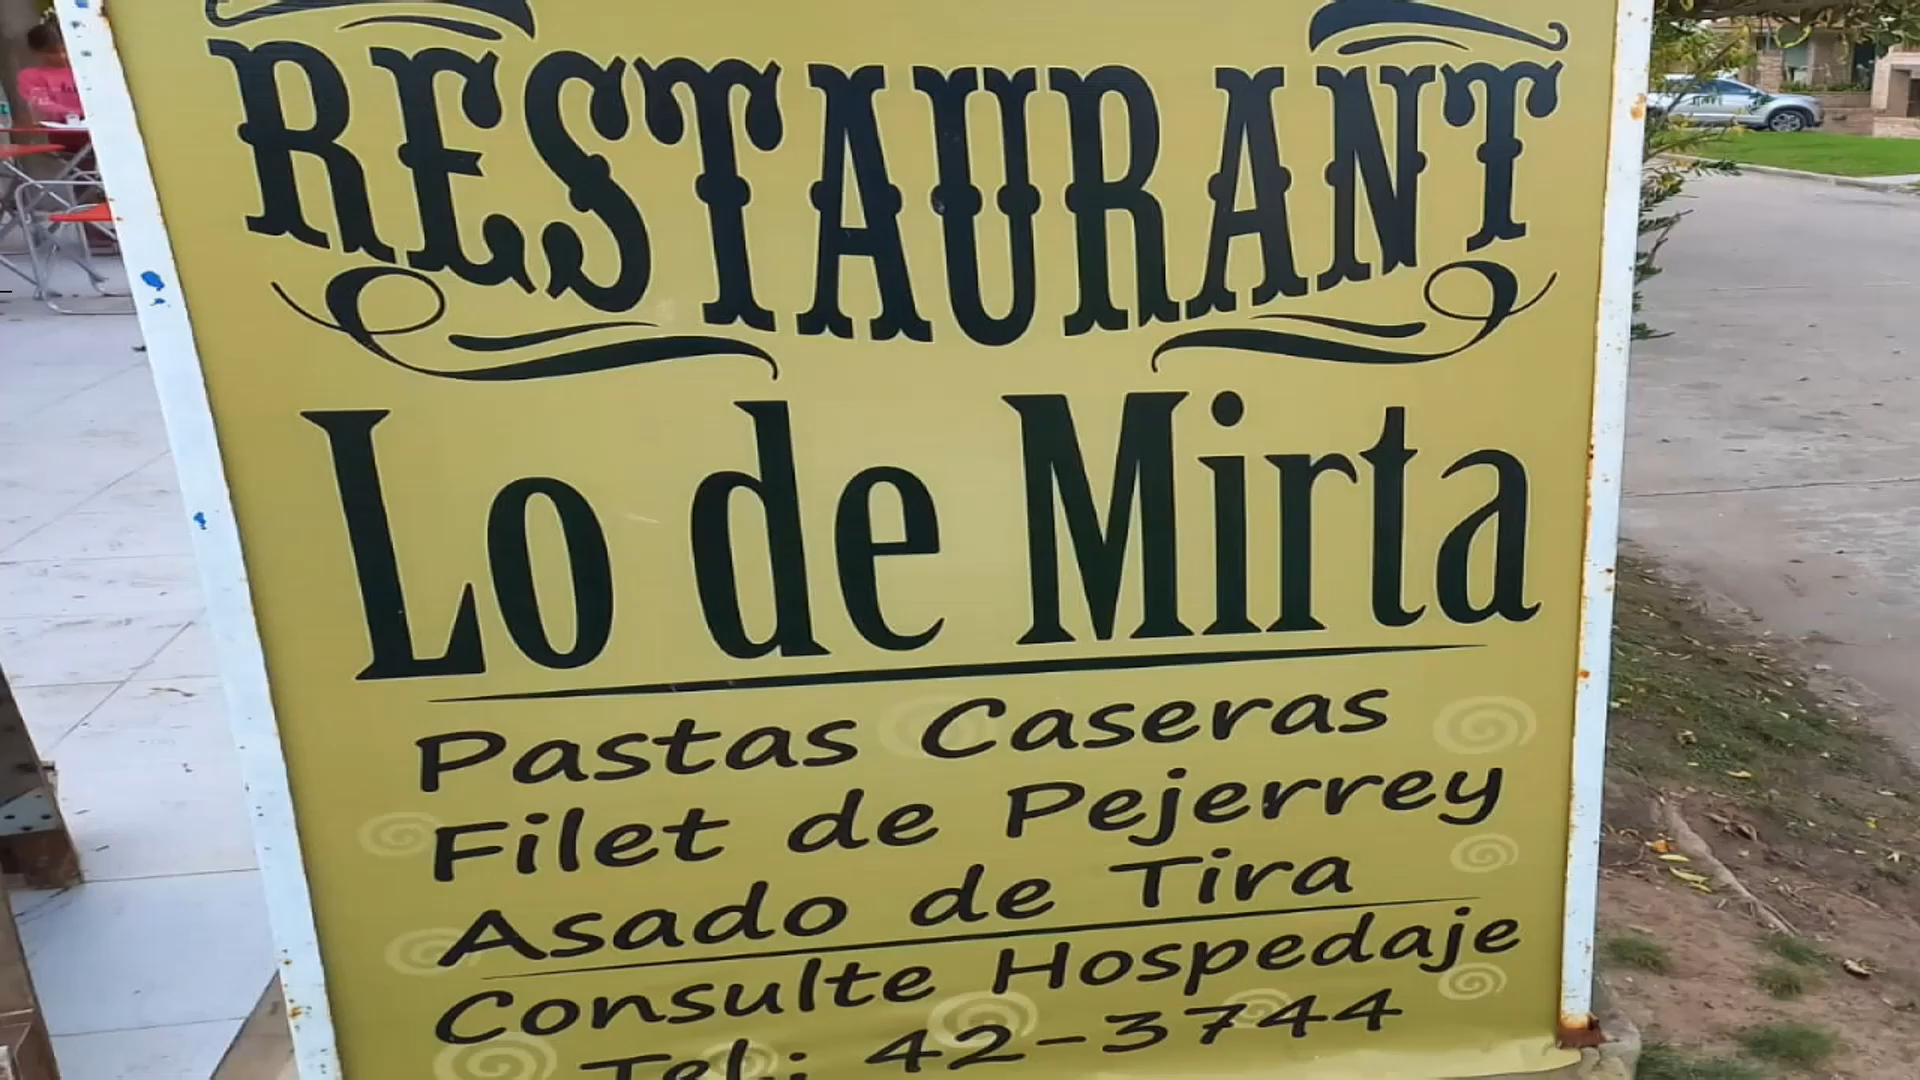 RESTAURANT
Lo de Mirta
Pastas Caseras
Filet de Pejerrey
Asado de Tira
Consulte Hospedaje
Tel.: 42-3744